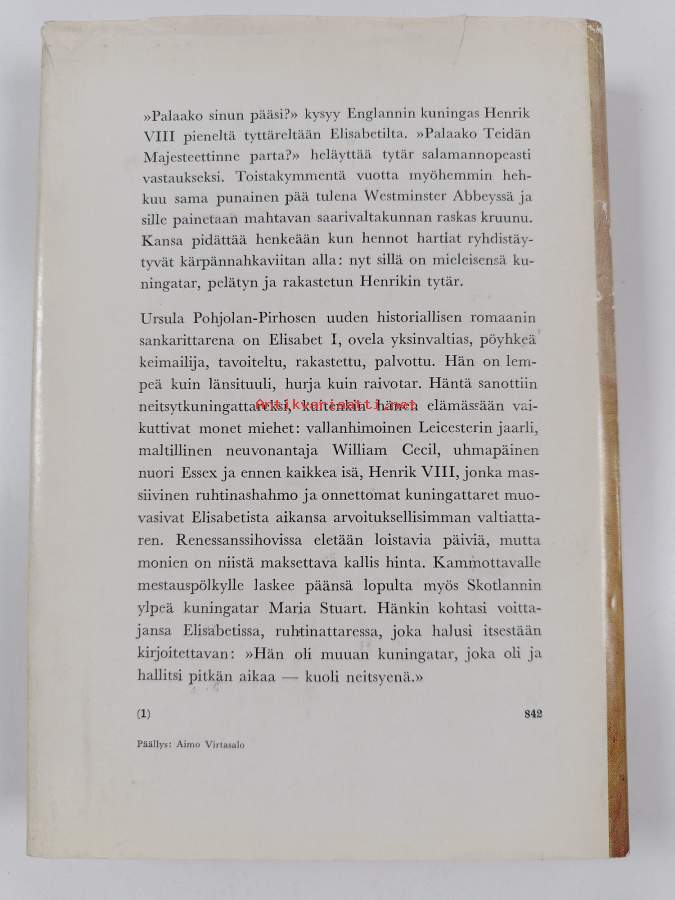 »Palaako sinun pääsi?» kysyy Englannin kuningas Henrik
VIII pieneltä tyttäreltään Elisabetilta. »Palaako Teidän
Majesteettinne parta?» heläyttää tytär salamannopeasti
vastaukseksi. Toistakymmentä vuotta myöhemmin heh-
kuu sama punainen pää tulena Westminster Abbeyssä ja
sille painetaan mahtavan saarivaltakunnan raskas kruunu.
Kansa pidättää henkeään kun hennot hartiat ryhdistäy-
tyvät kärpännahkaviitan alla: nyt sillä on mieleisensä ku-
ningatar, pelätyn ja rakastetun Henrikin tytär.
Ursula Pohjolan-Pirhosen uuden historiallisen romaanin
sankarittarena on Elisabet I, ovela yksinvaltias, pöyhkeä
keimailija, tavoiteltu, rakastettu, palvottu. Hän on lem-
peä kuin länsituuli, hurja kuin raivotar. Häntä sanottiin
neitsytkuningattareksi, kuitenkin hänen elämässään vai-
Antikvariaatti.net
kuttivat monet miehet: vallanhimoinen Leicesterin jaarli,
maltillinen neuvonantaja William Cecil, uhmapäinen
nuori Essex ja ennen kaikkea isä, Henrik VIII, jonka mas-
siivinen ruhtinashahmo ja onnettomat kuningattaret muo-
vasivat Elisabetista aikansa arvoituksellisimman valtiatta-
ren. Renessanssihovissa eletään loistavia päiviä, mutta
monien on niistä maksettava kallis hinta. Kammottavalle
mestauspölkylle laskee päänsä lopulta myös Skotlannin
ylpeä kuningatar Maria Stuart. Hänkin kohtasi voitta-
jansa Elisabetissa, ruhtinattaressa, joka halusi itsestään
kirjoitettavan: »Hän oli muuan kuningatar, joka oli ja
hallitsi pitkän aikaa — kuoli neitsyenä.»
(1) 842
Päällys: Aimo Virtasalo